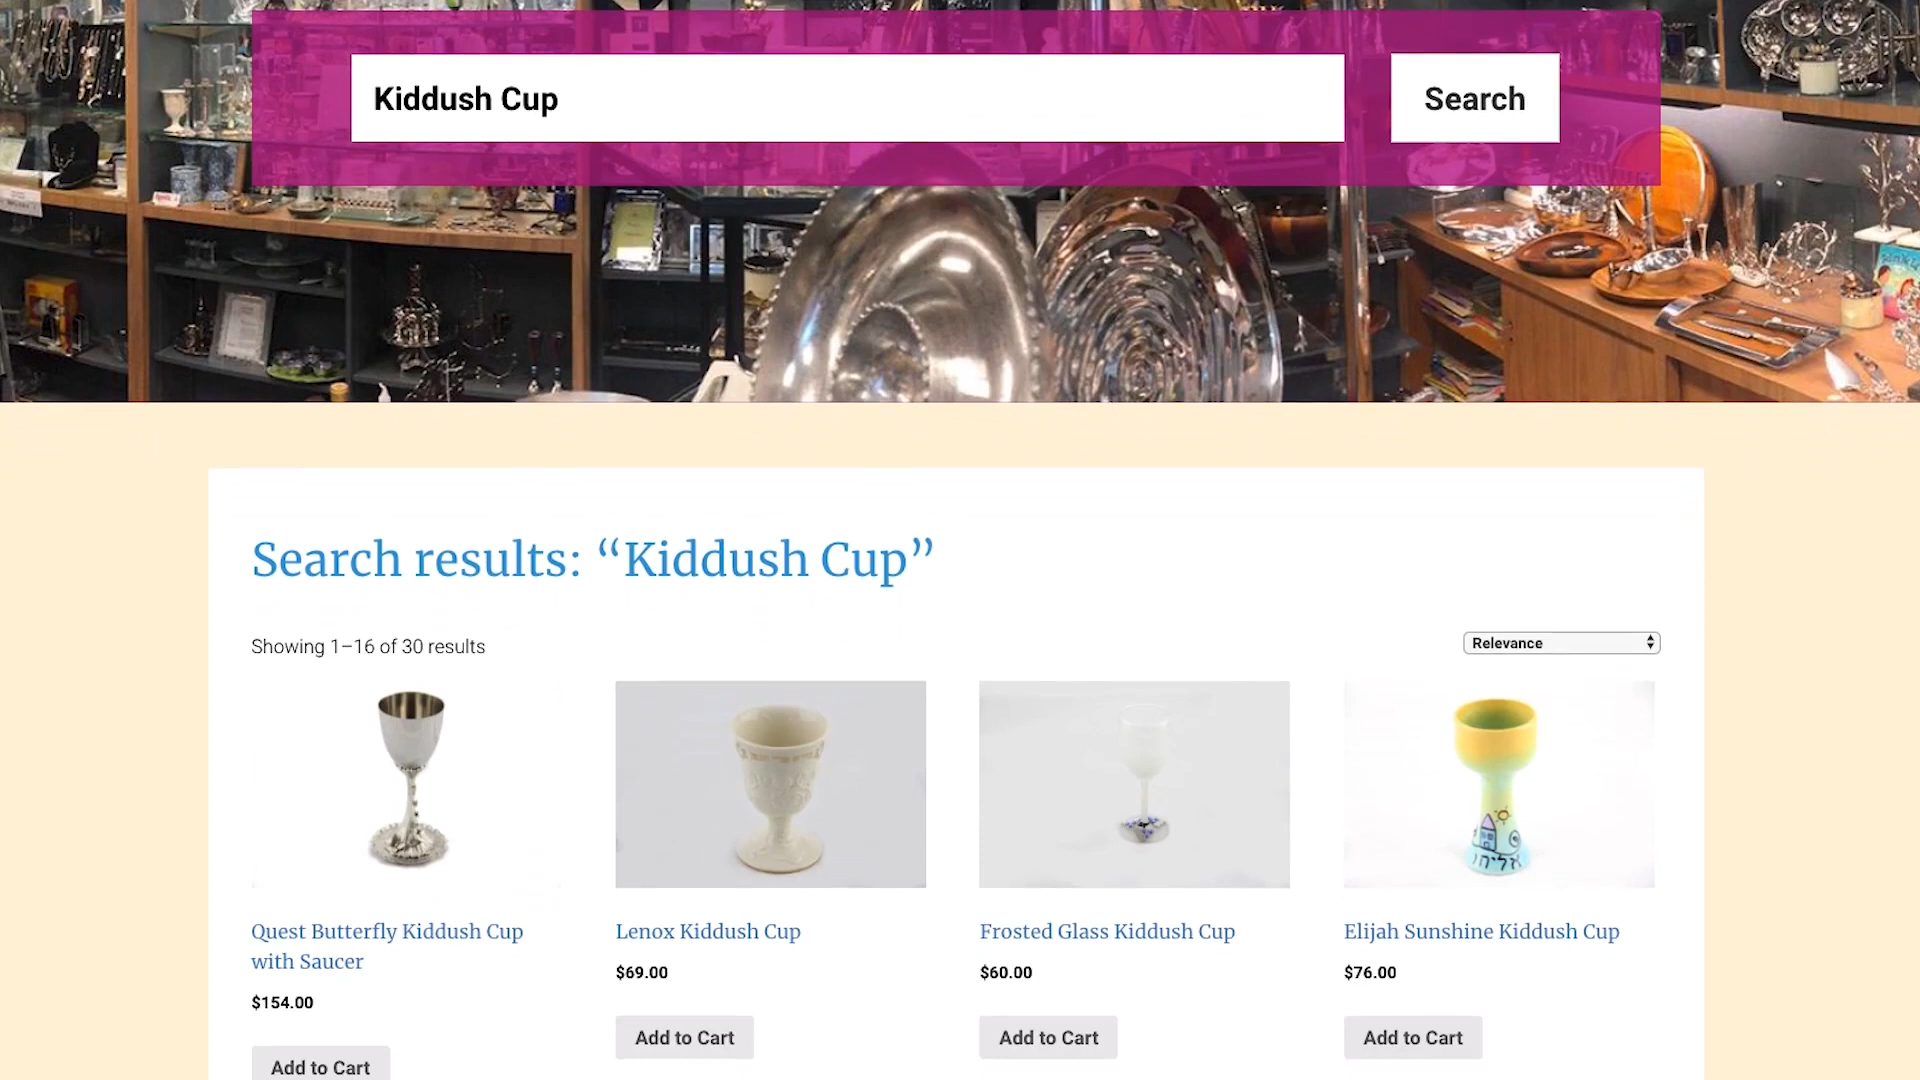 Kiddush Cup
Search
Search results: “Kiddush Cup”
Showing 1–16 of 30 results
Relevance
אליהו
Quest Butterfly Kiddush Cup
with Saucer
$154.00
Add to Cart
Lenox Kiddush Cup
$69.00
Add to Cart
Frosted Glass Kiddush Cup
$60.00
Add to Cart
Elijah Sunshine Kiddush Cup
$76.00
Add to Cart